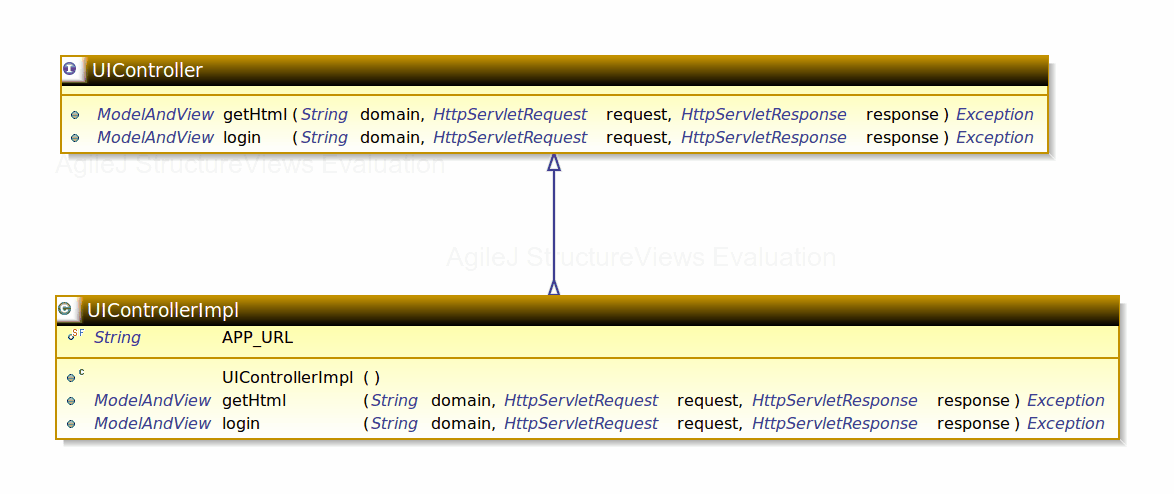 I UIController
ModelAndView getHtml ( String domain, HttpServletRequest request, HttpServletResponse response ) Exception
ModelAndView login ( String domain, HttpServletRequest request, HttpServletResponse response ) Exception
AgileJ StructureViews Evaluation
AgileJ StructureViews Evaluation
C UIControllerImpl
S F String APP_URL
c UIControllerImpl ( )
ModelAndView getHtml ( String domain, HttpServletRequest request, HttpServletResponse response ) Exception
ModelAndView login ( String domain, HttpServletRequest request, HttpServletResponse response ) Exception